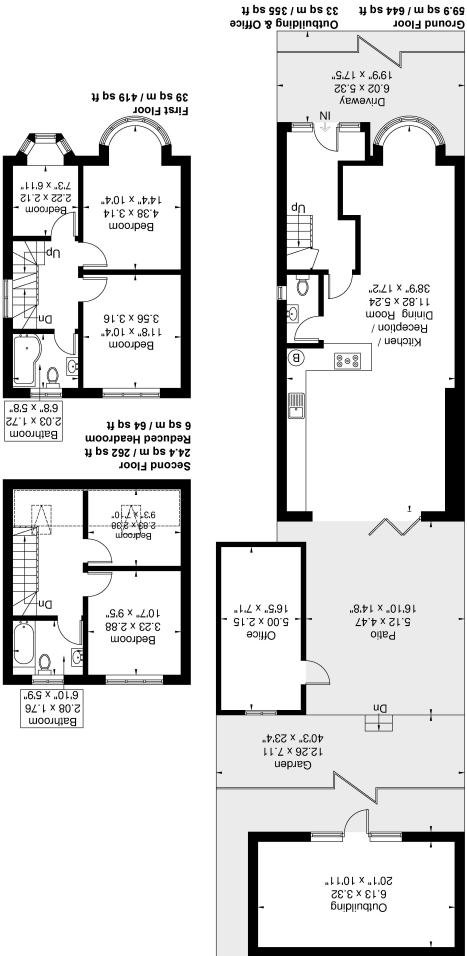 Outbuilding
6.13 x 3.32
20'1" x 10'11"
Garden
12.26 x 7.11
40'3" x 23'4"
Dn
Patio
5.12 x 4.47
16'10" x 14'8"
Office
5.00 x 2.15
16'5" x 7'1"
B
Kitchen /
Reception /
Dining Room
11.82 x 5.24
38'9" x 17'2"
Up
IN
Driveway
6.02 x 5.32
19'9" x 17'5"
Ground Floor
59.9 sq m / 644 sq ft
Outbuilding & Office
33 sq m / 355 sq ft
Bathroom
2.08 x 1.76
6'10" x 5'9"
Bedroom
3.23 x 2.88
10'7" x 9'5"
Dn
Bedroom
2.83 x 2.38
9'3" x 7'10"
Second Floor
24.4 sq m / 262 sq ft
Reduced Headroom
6 sq m / 64 sq ft
Bathroom
2.03 x 1.72
6'8" x 5'8"
Bedroom
3.56 x 3.16
11'8" x 10'4"
Dn
Up
Bedroom
4.38 x 3.14
14'4" x 10'4"
Bedroom
2.22 x 2.12
7'3" x 6'11"
First Floor
39 sq m / 419 sq ft